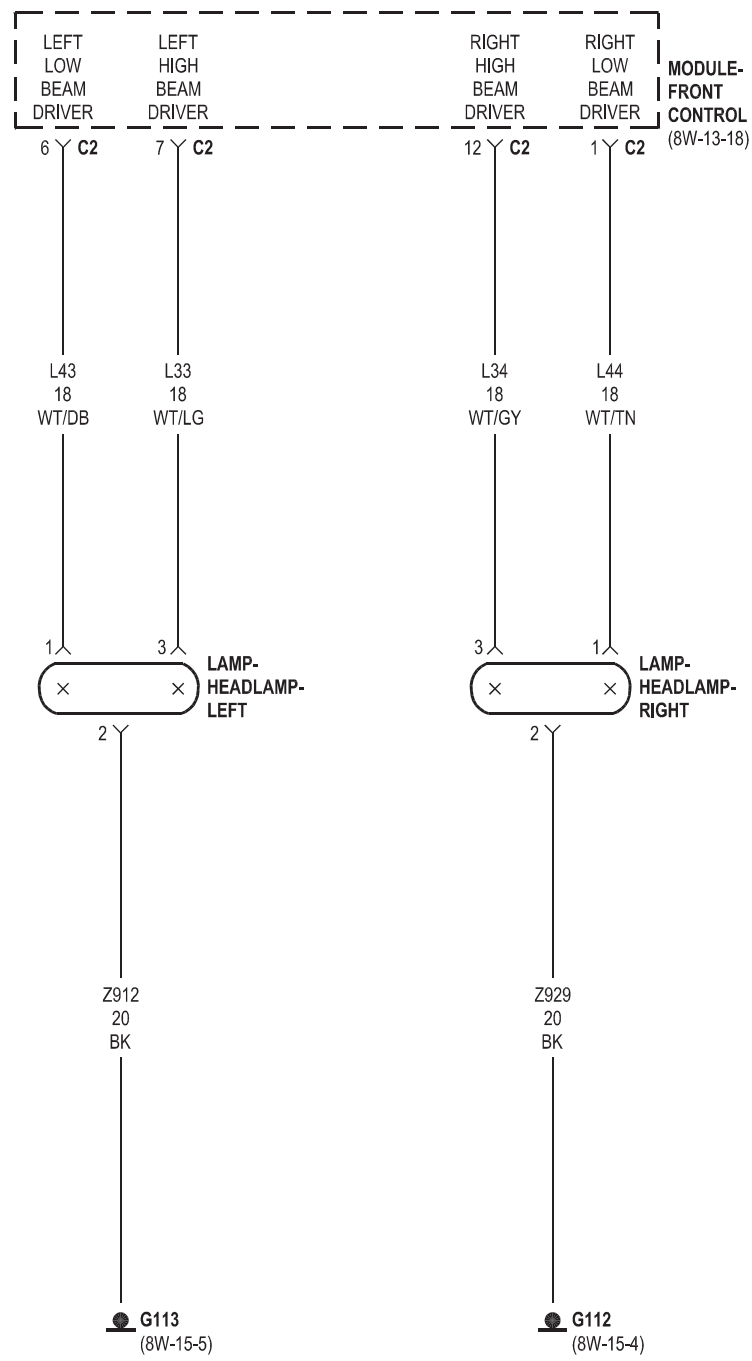 LEFT
LOW
BEAM
DRIVER
LEFT
HIGH
BEAM
DRIVER
RIGHT
HIGH
BEAM
DRIVER
RIGHT
LOW
BEAM
DRIVER
MODULE-
FRONT
CONTROL
(8W-13-18)
6 C2
7 C2
12 C2
1 C2
L43
18
WT/DB
L33
18
WT/LG
L34
18
WT/GY
L44
18
WT/TN
1
3
LAMP-
HEADLAMP-
LEFT
2
3
1
LAMP-
HEADLAMP-
RIGHT
2
Z912
20
BK
Z929
20
BK
G113
(8W-15-5)
G112
(8W-15-4)